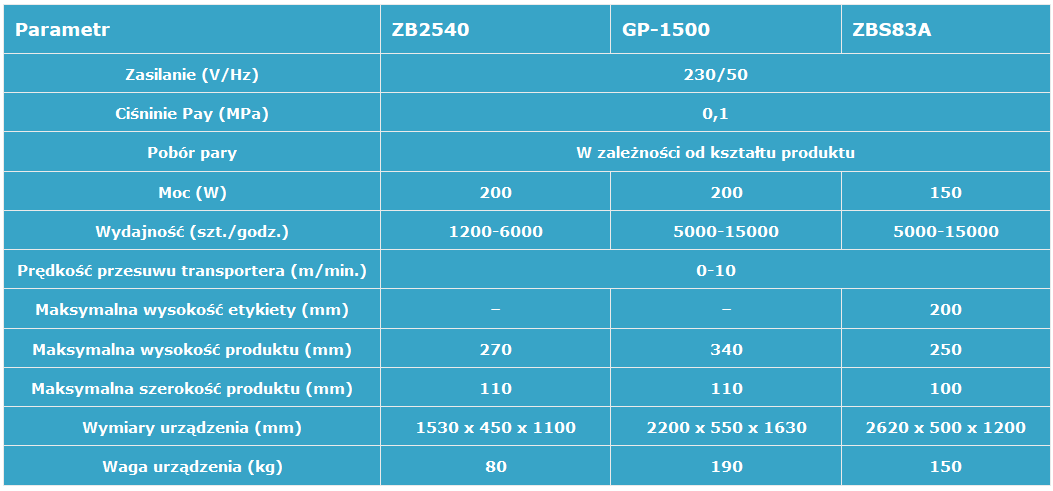 Parametr ZB2540 GP-1500 ZBS83A
Zasilanie (V/Hz) 230/50
Ciśninie Pay (MPa) 0,1
Pobór pary W zależności od kształtu produktu
Moc (W) 200 200 150
Wydajność (szt./godz.) 1200-6000 5000-15000 5000-15000
Prędkość przesuwu transportera (m/min.) 0-10
Maksymalna wysokość etykiety (mm) – – 200
Maksymalna wysokość produktu (mm) 270 340 250
Maksymalna szerokość produktu (mm) 110 110 100
Wymiary urządzenia (mm) 1530 x 450 x 1100 2200 x 550 x 1630 2620 x 500 x 1200
Waga urządzenia (kg) 80 190 150